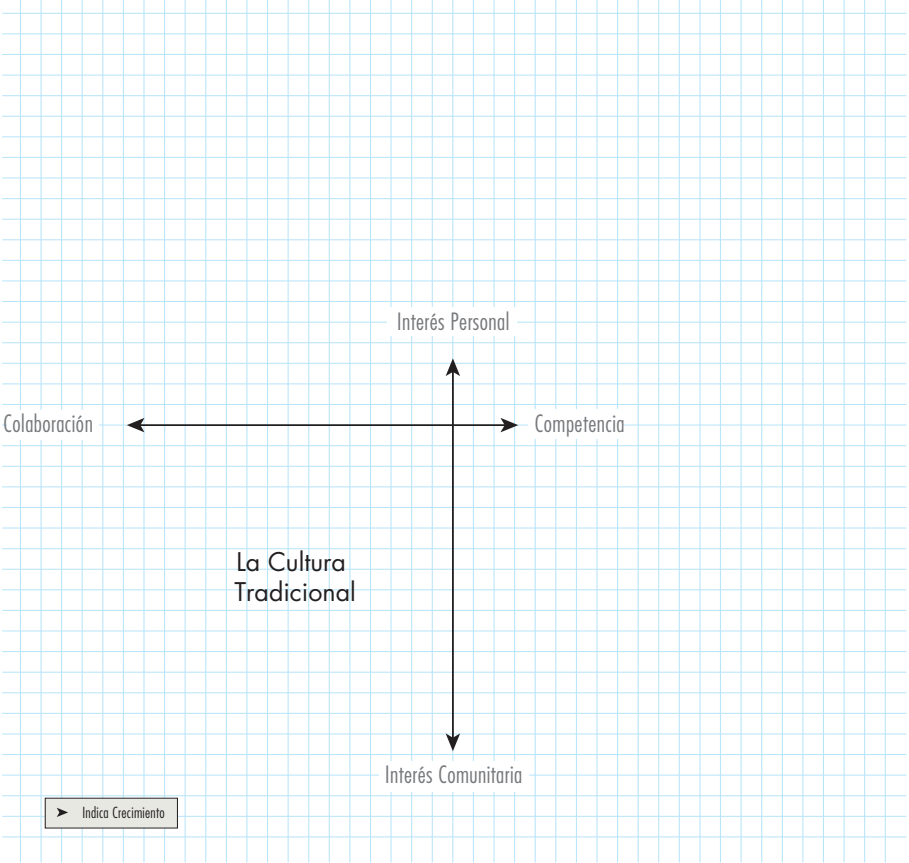 Interés Personal
Colaboración
Competencia
La Cultura
Tradicional
Interés Comunitaria
Indica Crecimiento